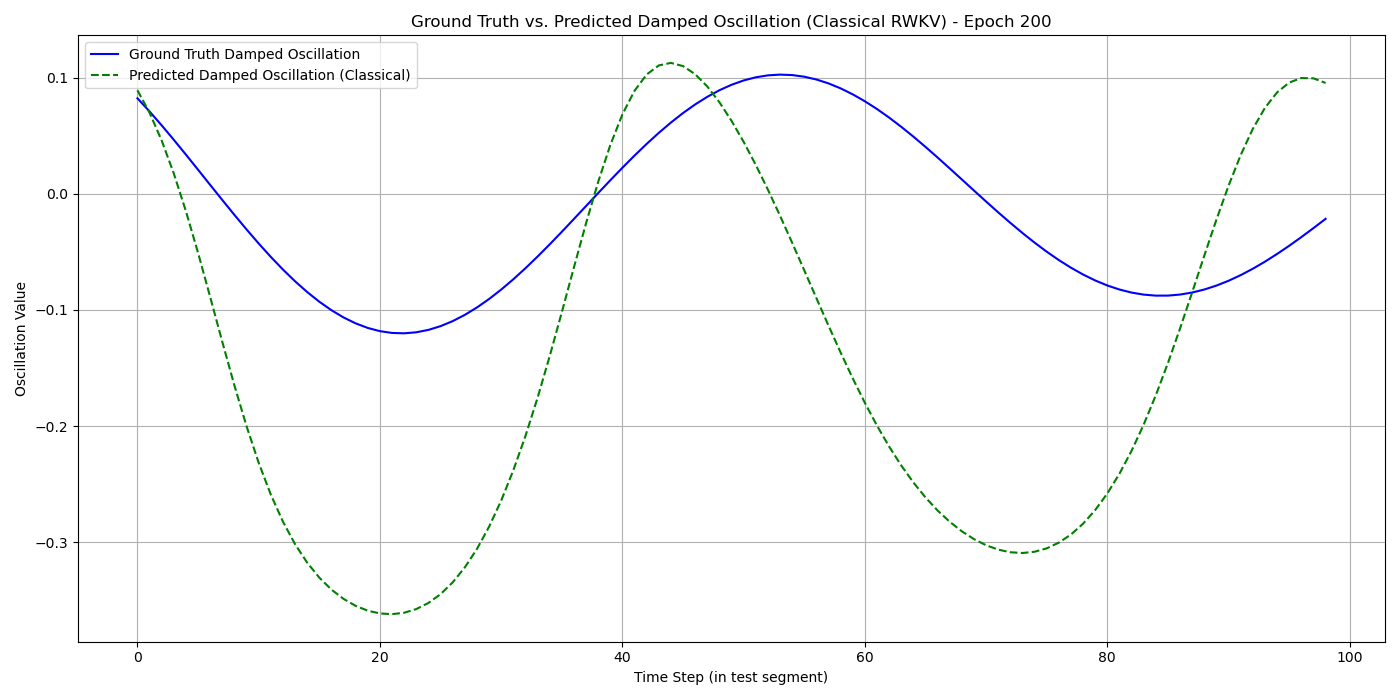 Ground Truth vs. Predicted Damped Oscillation (Classical RWKV) - Epoch 200
Ground Truth Damped Oscillation
Predicted Damped Oscillation (Classical)
Oscillation Value
0.1
0.0
−0.1
−0.2
−0.3
0 20 40 60 80 100
Time Step (in test segment)